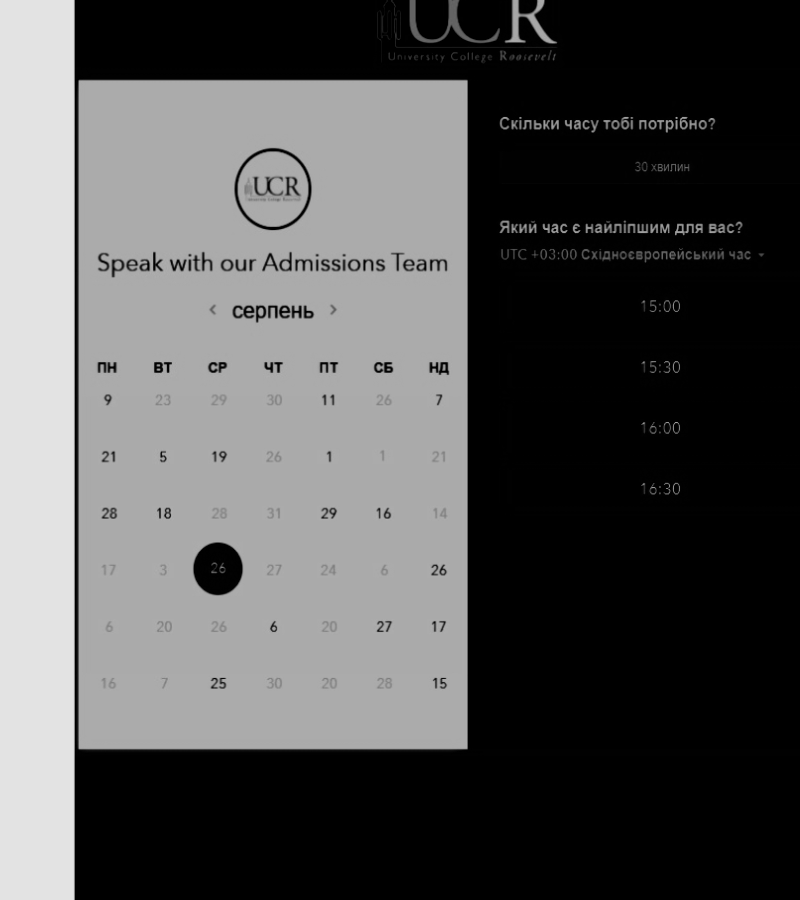 UCR
University College Roosevelt
UCR
Speak with our Admissions Team
< серпень >
ПН ВТ СР ЧТ ПТ СБ НД
9 23 29 30 11 26 7
21 5 19 26 1 1 21
28 18 28 31 29 16 14
17 3 26 27 24 6 26
6 20 26 6 20 27 17
16 7 25 30 20 28 15
Скільки часу тобі потрібно?
30 хвилин
Який час є найліпшим для вас?
UTC +03:00 Східноєвропейський час
15:00
15:30
16:00
16:30